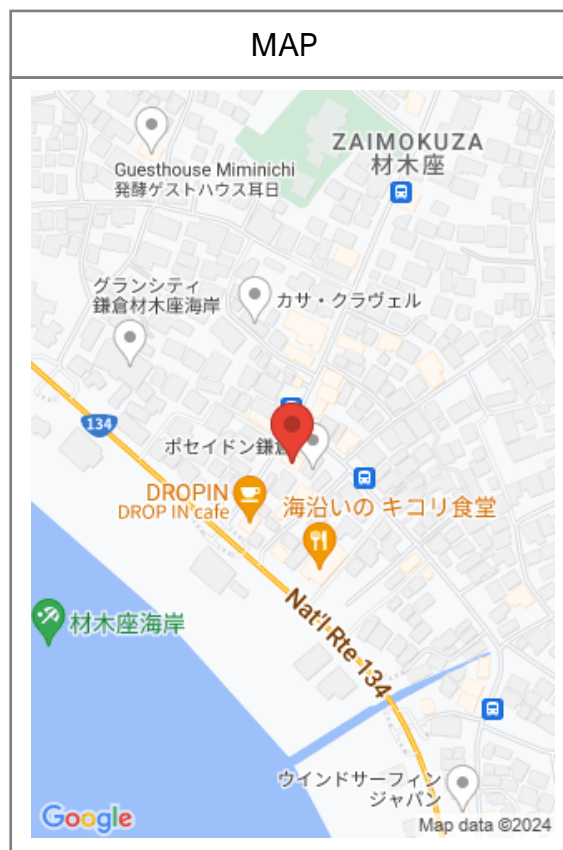 MAP
ZAIMOKUZA
材木座
Guesthouse Miminichi
発酵ゲストハウス耳日
グランシティ
鎌倉材木座海岸
カサ・クラヴェル
134
ポセイドン鎌倉
DROPIN
DROP IN cafe
海沿いの キコリ食堂
Nat'l Rte 134
材木座海岸
ウインドサーフィン
ジャパン
Google
Map data ©2024